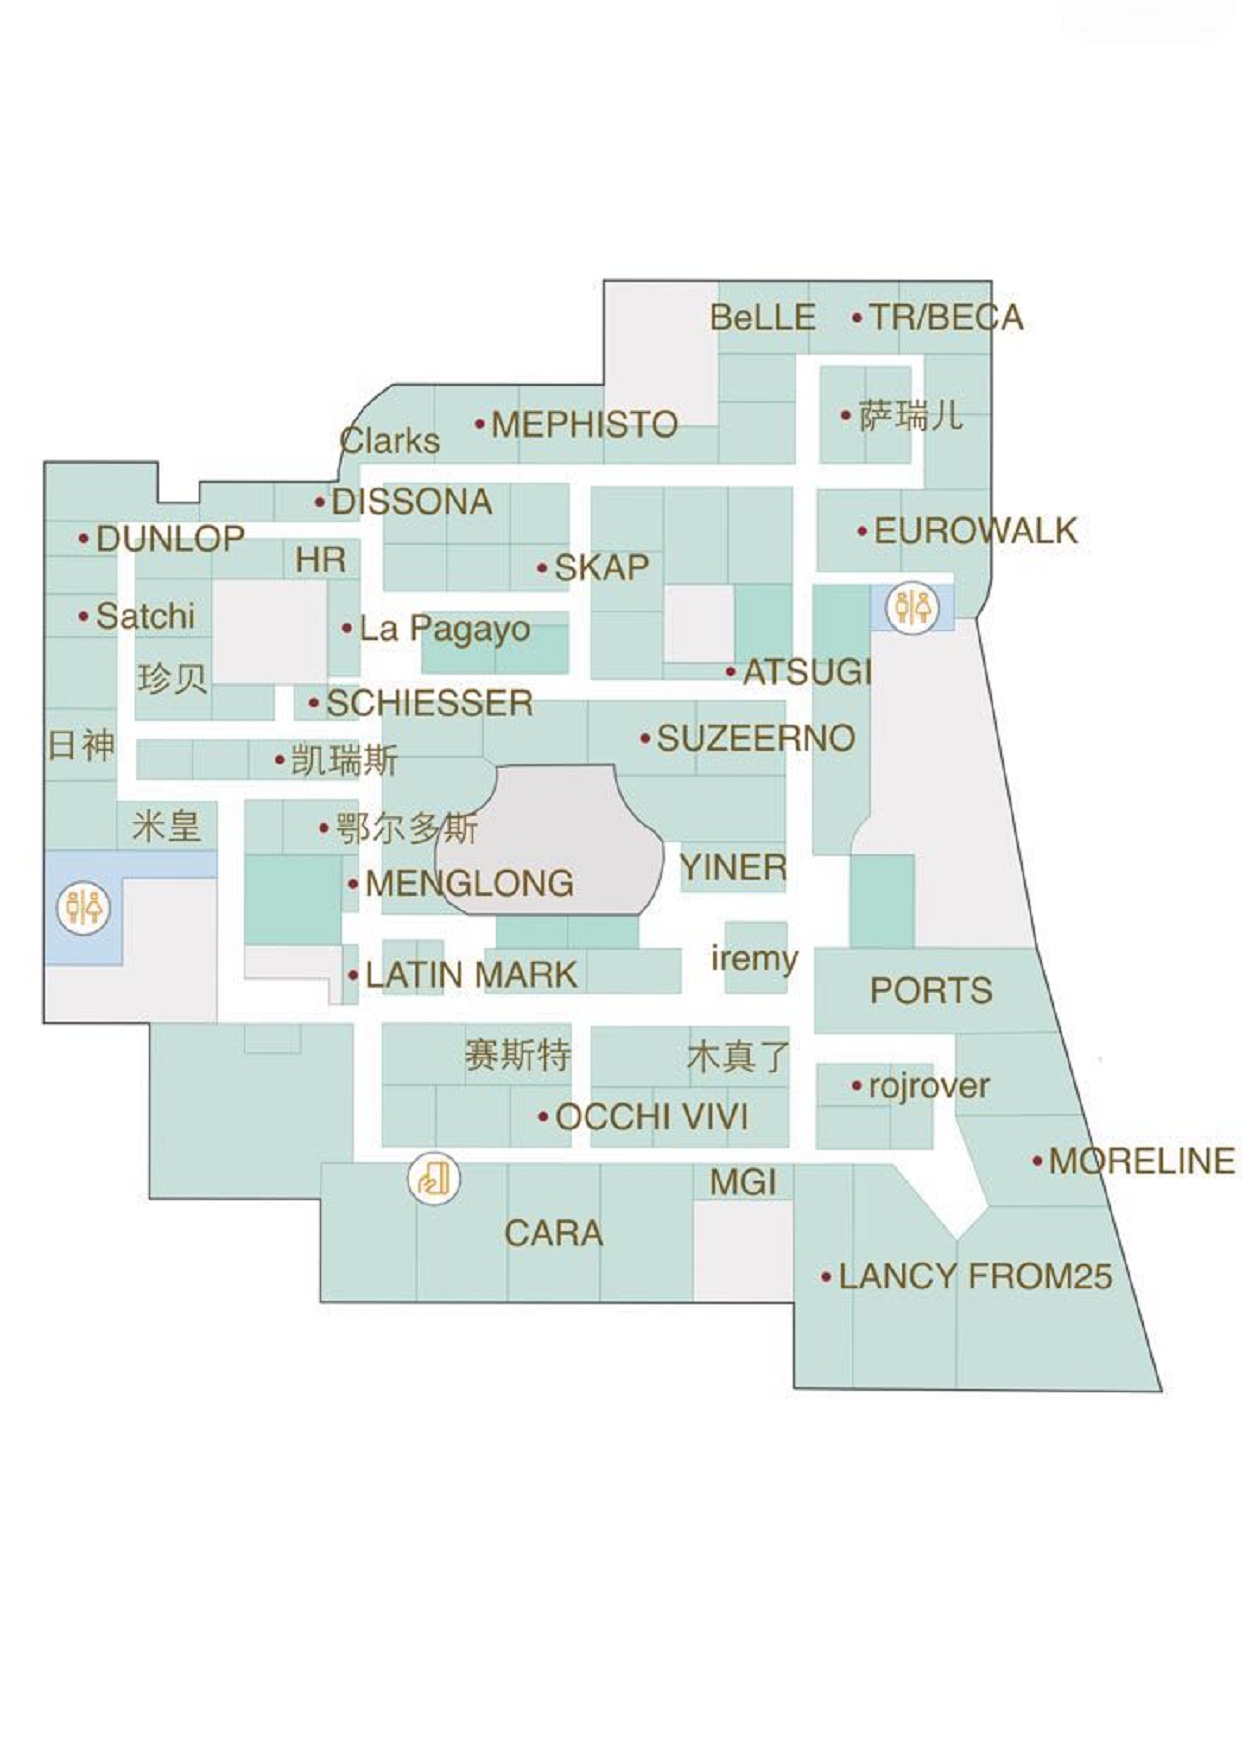 BeLLE
TR/BECA
萨瑞儿
MEPHISTO
Clarks
DISSONA
EUROWALK
DUNLOP
HR
SKAP
Satchi
La Pagayo
珍贝
ATSUGI
SCHIESSER
日神
SUZEERNO
凯瑞斯
米皇
鄂尔多斯
YINER
MENGLONG
iremy
LATIN MARK
PORTS
赛斯特
木真了
rojrover
OCCHI VIVI
MORELINE
MGI
CARA
LANCY FROM25